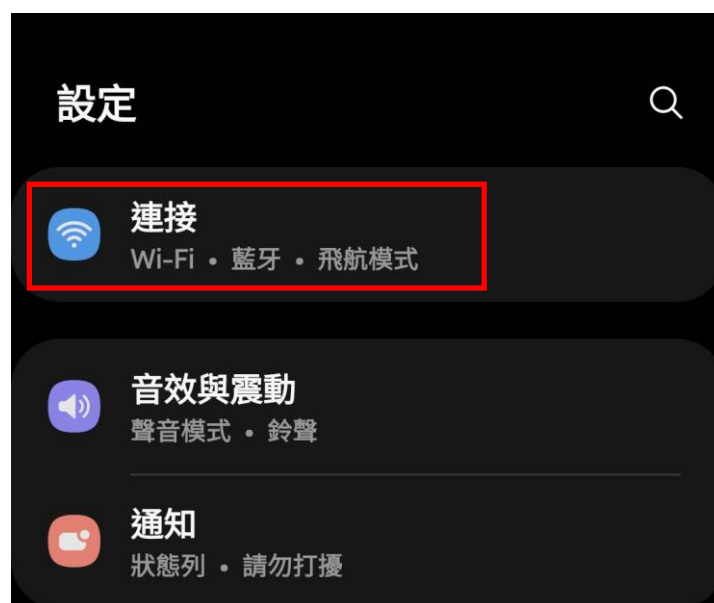 設定
連接
Wi-Fi • 藍牙 • 飛航模式
音效與震動
聲音模式 • 鈴聲
通知
狀態列 • 請勿打擾